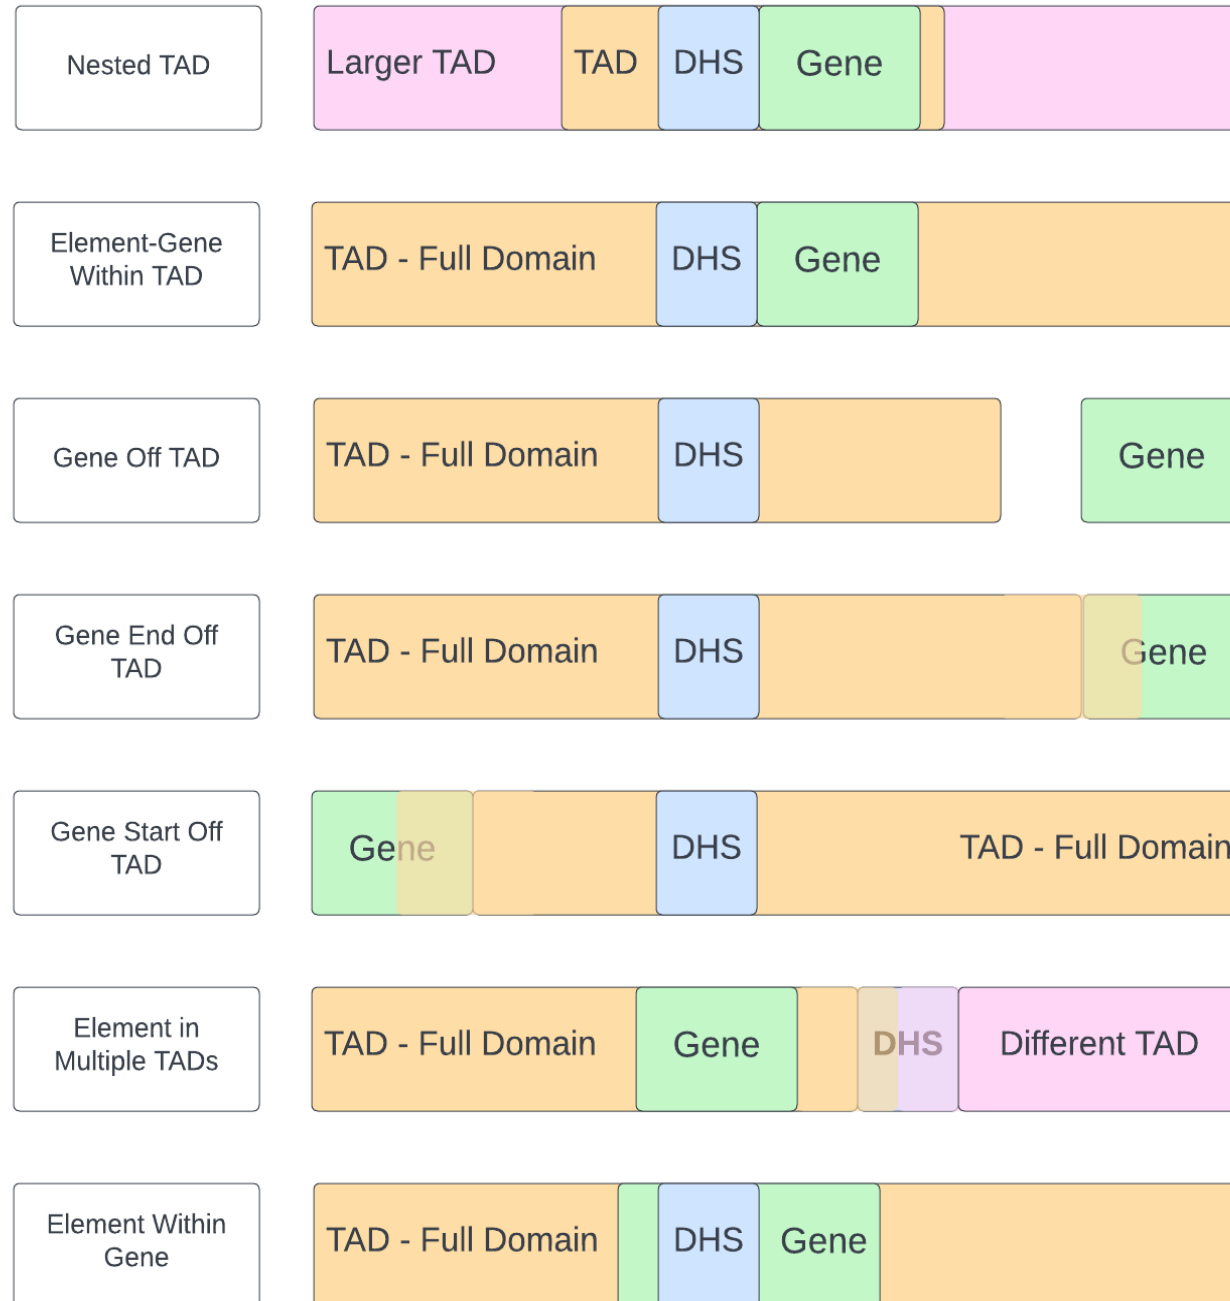 Nested TAD
Larger TAD TAD DHS Gene
Element-Gene
Within TAD
TAD - Full Domain DHS Gene
Gene Off TAD
TAD - Full Domain DHS Gene
Gene End Off
TAD
TAD - Full Domain DHS Gene
Gene Start Off
TAD
Gene DHS TAD - Full Domain
Element in
Multiple TADs
TAD - Full Domain Gene DHS Different TAD
Element Within
Gene
TAD - Full Domain DHS Gene